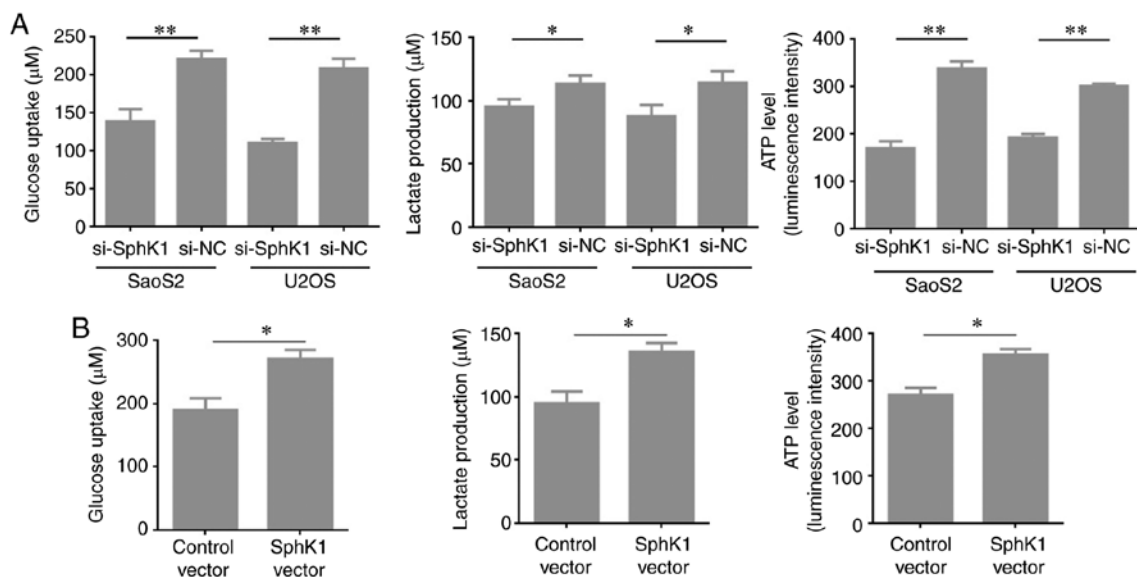 A
** **
Glucose uptake (µM)
250
200
150
100
50
0
si-SphK1 si-NC si-SphK1 si-NC
SaoS2 U2OS
* *
Lactate production (µM)
150
100
50
0
si-SphK1 si-NC si-SphK1 si-NC
SaoS2 U2OS
** **
ATP level
(luminescence intensity)
400
300
200
100
0
si-SphK1 si-NC si-SphK1 si-NC
SaoS2 U2OS
B
*
Glucose uptake (µM)
300
200
300
0
Control SphK1
vector vector
*
Lactate production (µM)
150
100
50
0
Control SphK1
vector vector
*
ATP level
(luminescence intensity)
400
300
200
100
0
Control SphK1
vector vector